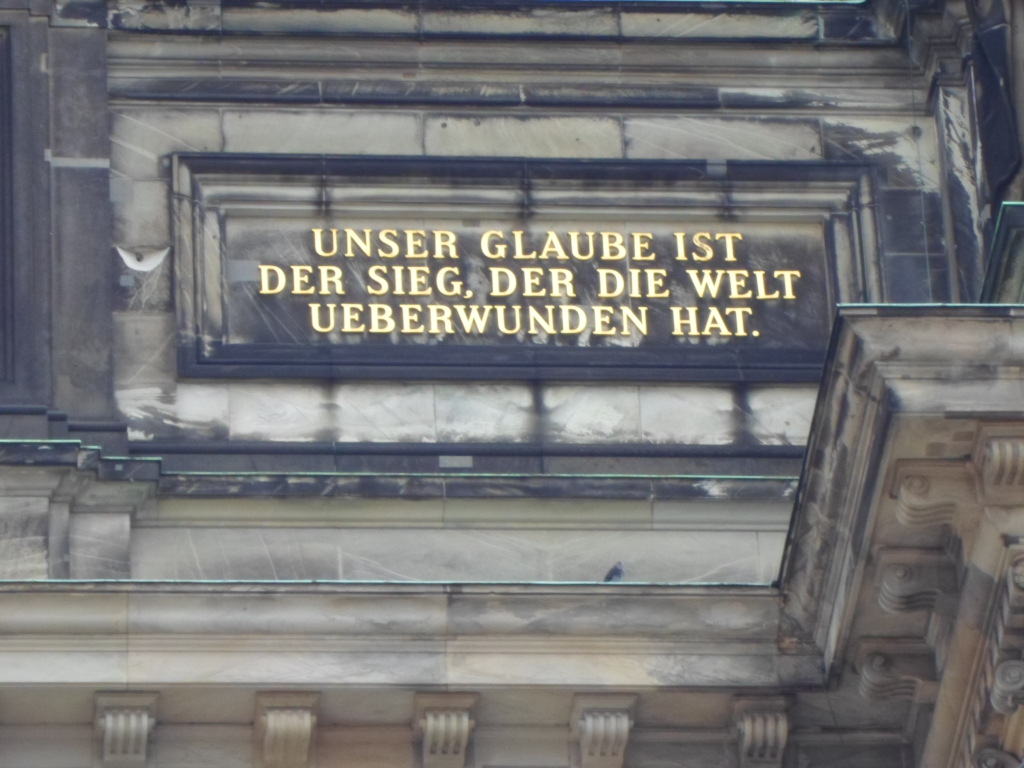 UNSER GLAUBE IST
DER SIEG, DER DIE WELT
UEBERWUNDEN HAT.